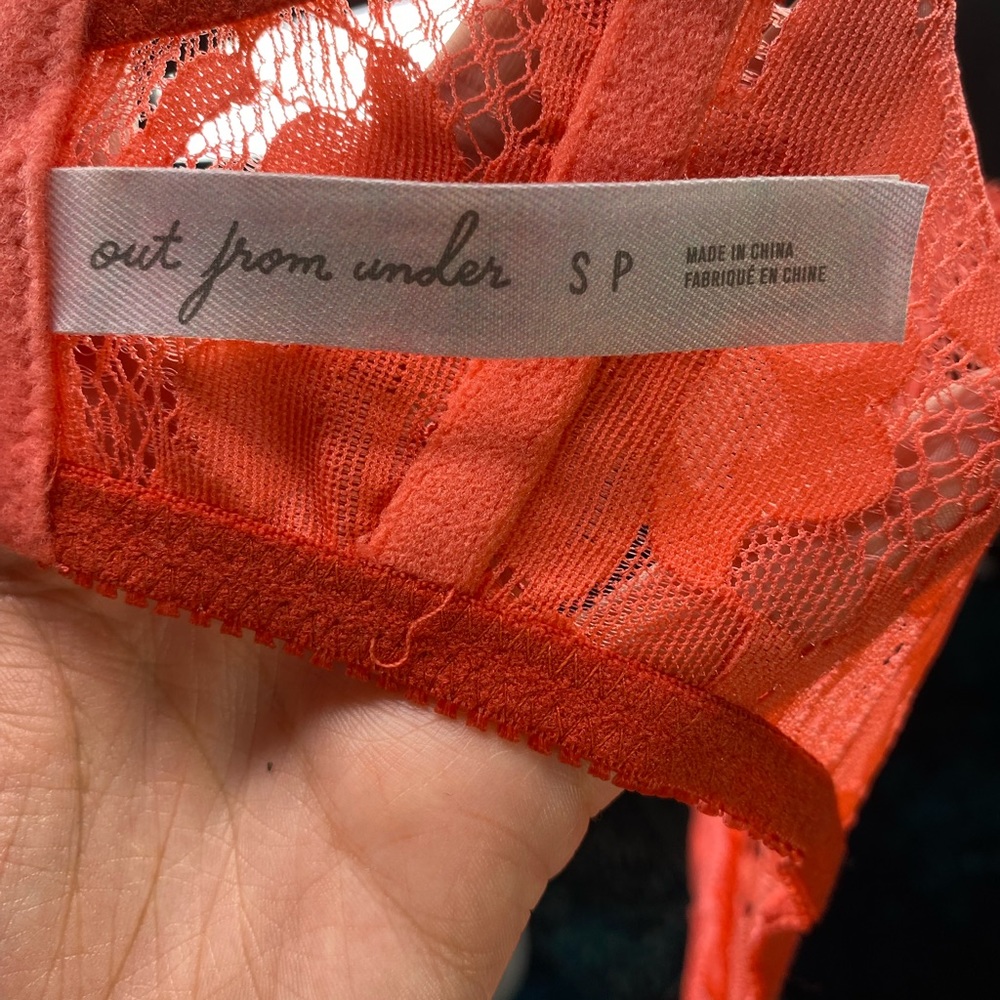 out from under S P MADE IN CHINA
FABRIQUÉ EN CHINE